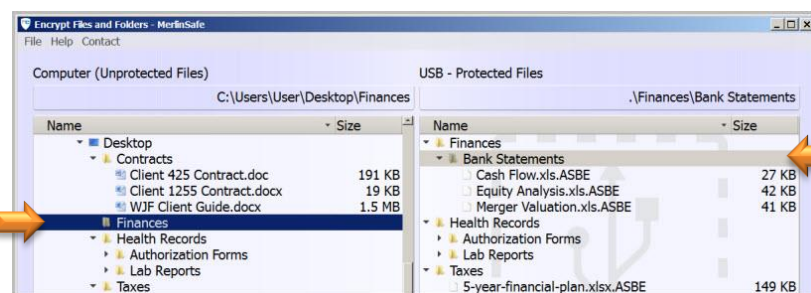 Encrypt Files and Folders - MerlinSafe
File Help Contact
Computer (Unprotected Files)
C:\Users\User\Desktop\Finances
Name Size
Desktop
Contracts
Client 425 Contract.doc 191 KB
Client 1255 Contract.docx 19 KB
WJF Client Guide.docx 1.5 MB
Finances
Health Records
Authorization Forms
Lab Reports
Taxes
USB - Protected Files
.\Finances\Bank Statements
Name Size
Finances
Bank Statements
Cash Flow.xls.ASBE 27 KB
Equity Analysis.xls.ASBE 42 KB
Merger Valuation.xls.ASBE 41 KB
Health Records
Authorization Forms
Lab Reports
Taxes
5-year-financial-plan.xlsx.ASBE 149 KB